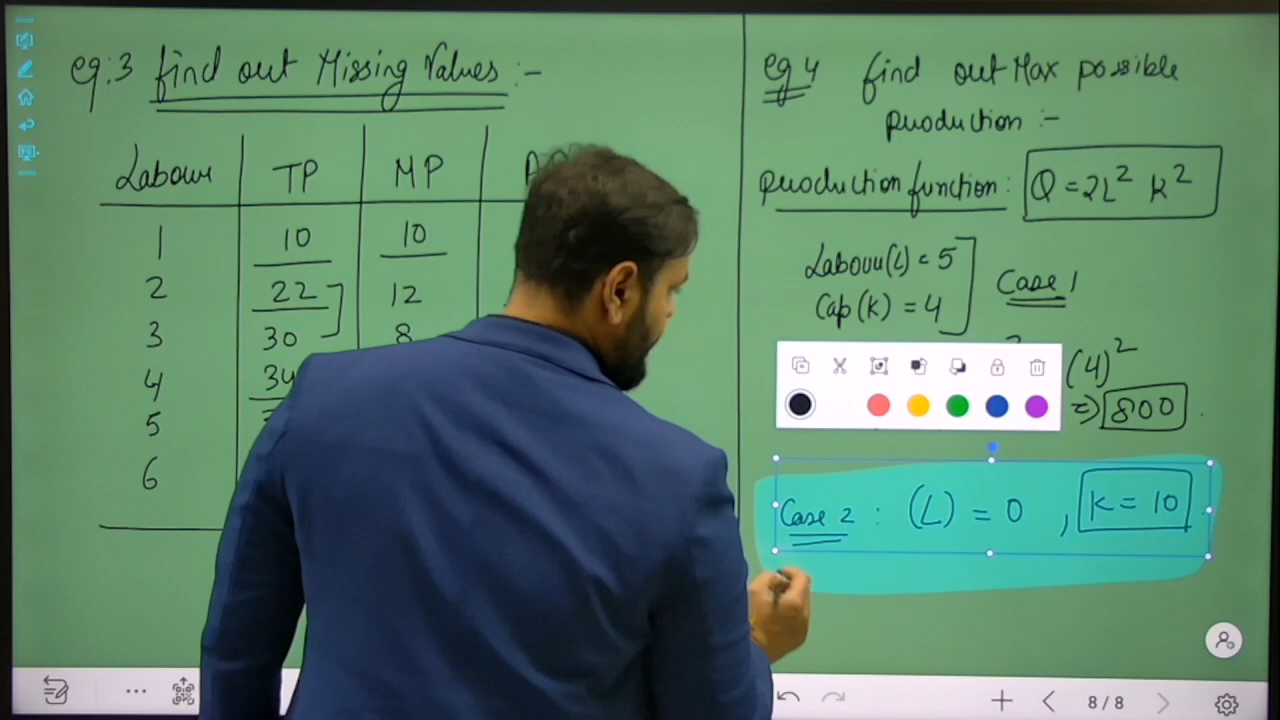 eg:3 find out Missing Values :-
Labour TP MP
1 10 10
2 22 12
3 30 8
4 34
5
6
eg 4 find out Max possible
production :-
production function : Q = 2L² K²
Labour(L) = 5
Cap(K) = 4
Case 1
(4)²
=> 800
Case 2 : (L) = 0 , K = 10
8/8